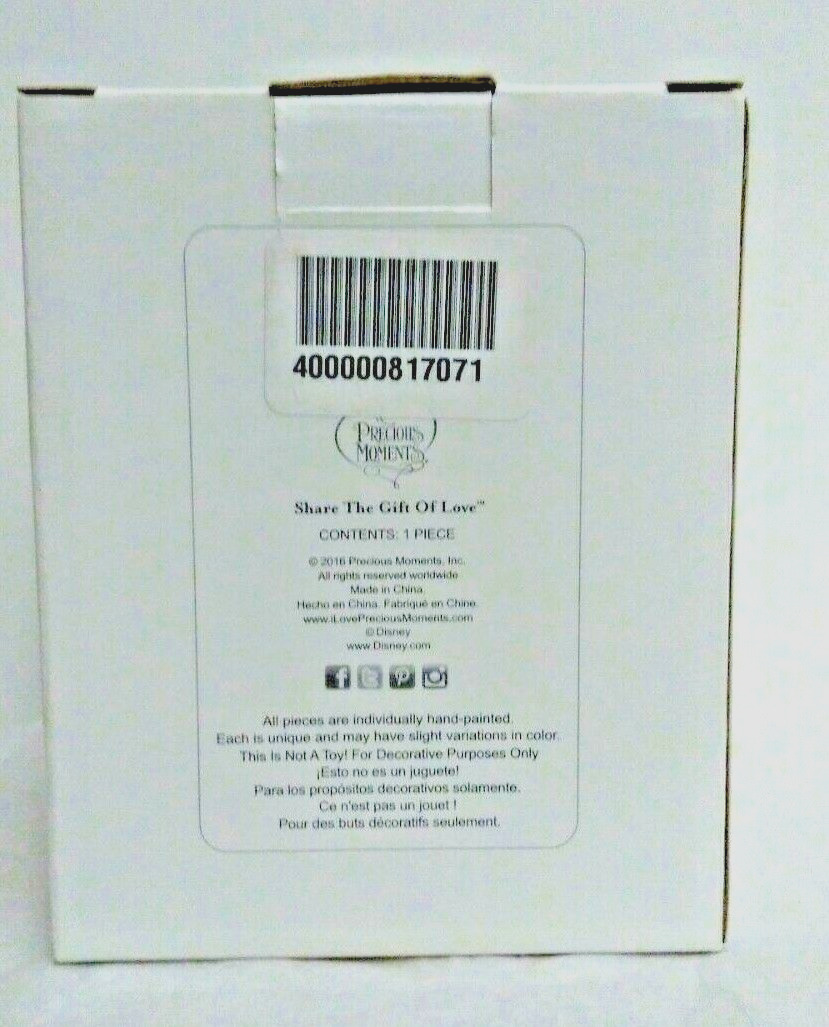 400000817071
PRECIOUS
MOMENTS
Share The Gift Of Love™
CONTENTS: 1 PIECE
© 2016 Precious Moments, Inc.
All rights reserved worldwide
Made in China.
Hecho en China. Fabriqué en Chine.
www.iLovePreciousMoments.com
© Disney
www.Disney.com
All pieces are individually hand-painted.
Each is unique and may have slight variations in color.
This Is Not A Toy! For Decorative Purposes Only
¡Esto no es un juguete!
Para los propósitos decorativos solamente.
Ce n'est pas un jouet !
Pour des buts décoratifs seulement.